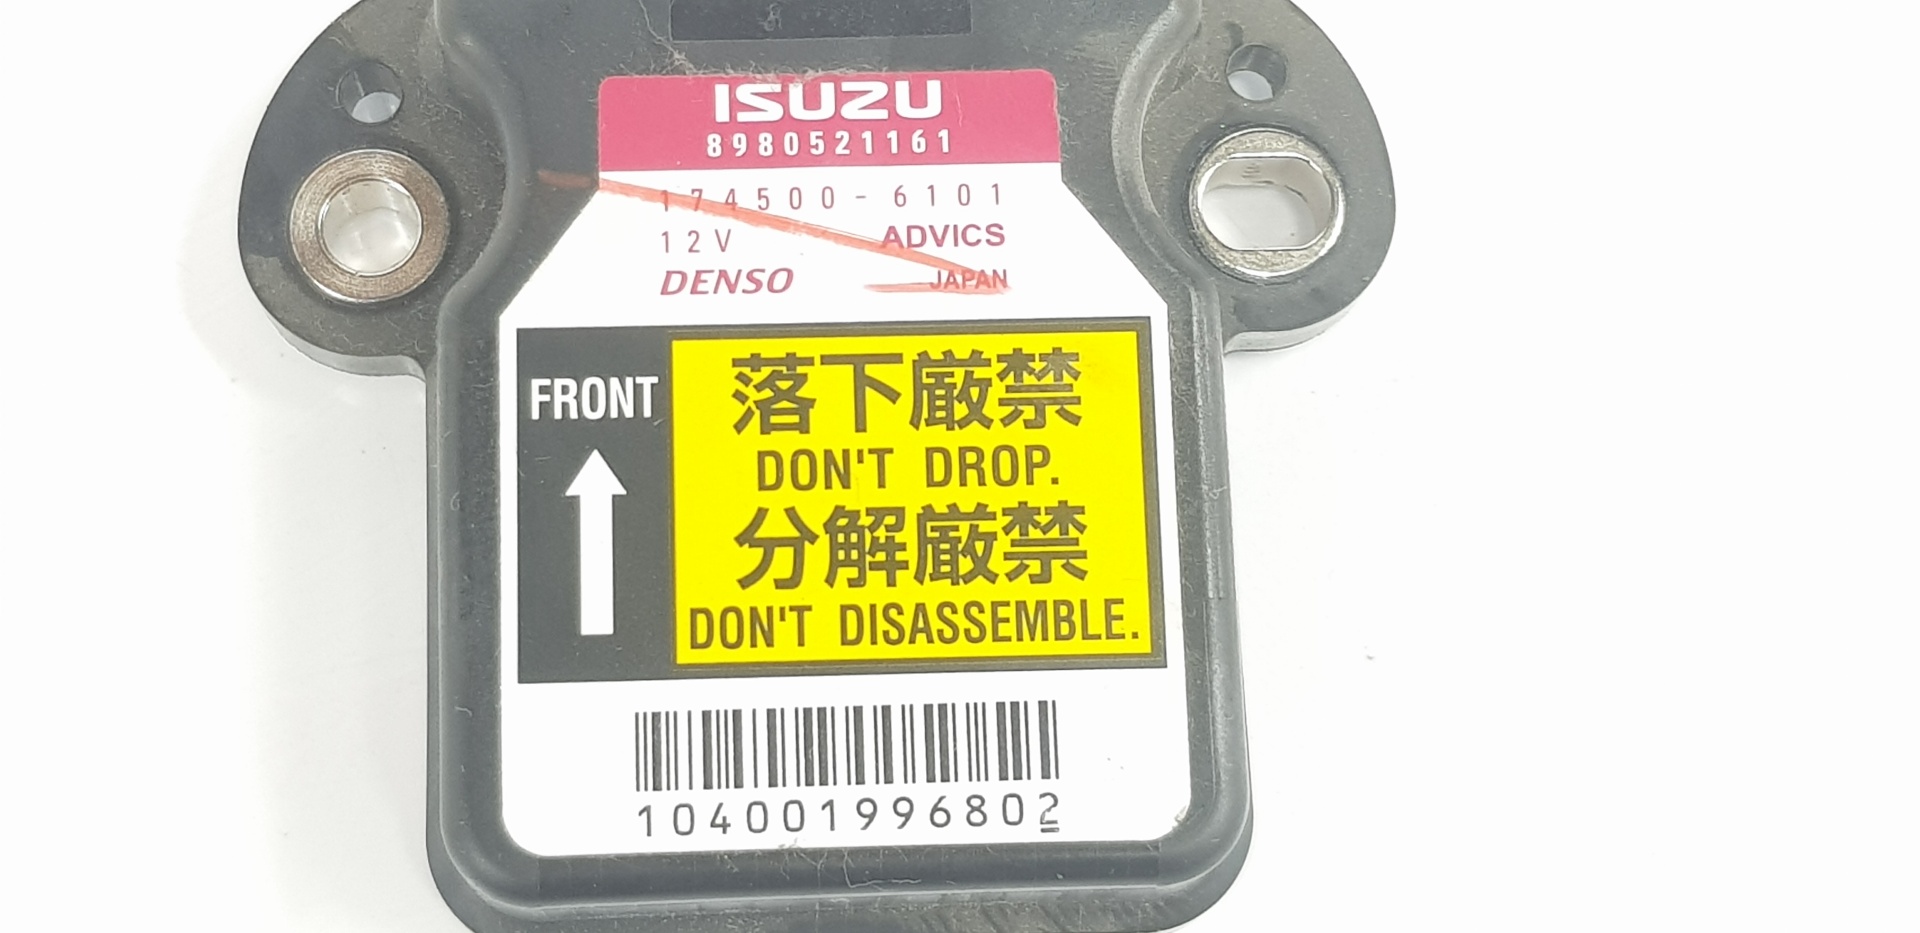 ISUZU
8980521161
174500-6101
12V ADVICS
DENSO JAPAN
FRONT
落下厳禁
DON'T DROP.
分解厳禁
DON'T DISASSEMBLE.
104001996802